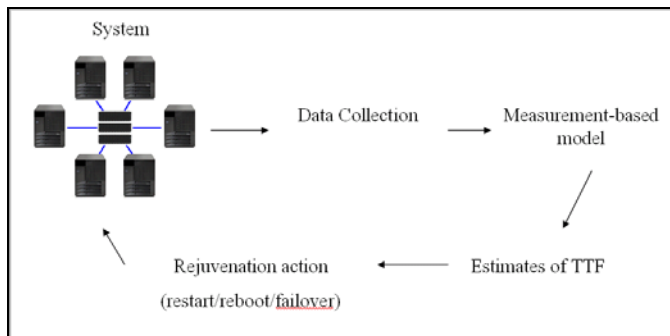 System
Data Collection
Measurement-based
model
Estimates of TTF
Rejuvenation action
(restart/reboot/failover)